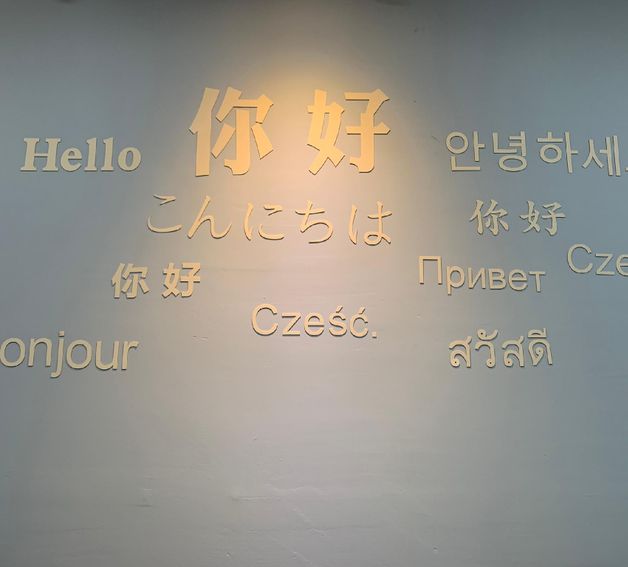 Hello 你好 안녕하세
こんにちは 你好
你好 Привет Cze
Cześć.
onjour สวัสดี